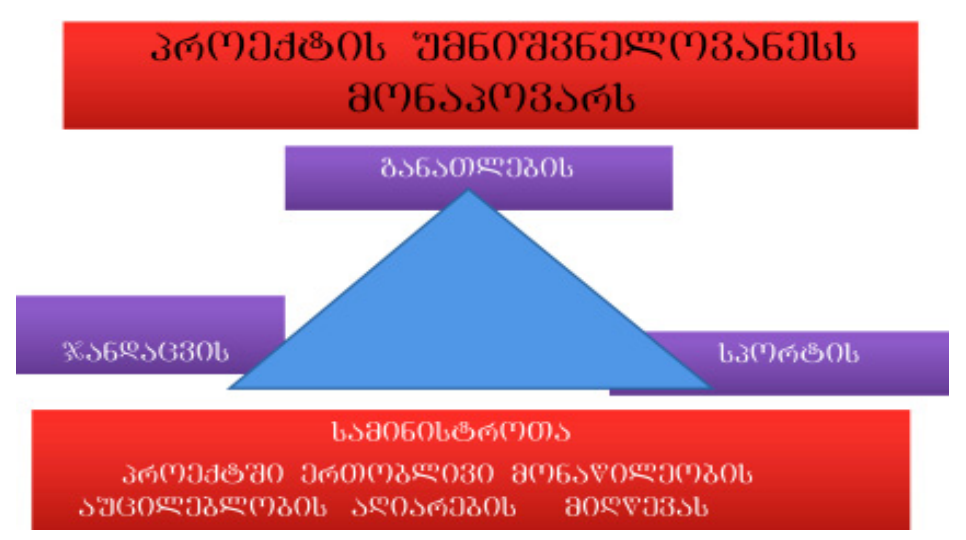 პროექტის უმნიშვნელოვანესს
მონაპოვარს
განათლების
ჯანდაცვის
სპორტის
სამინისტროთა
პროექტში ერთობლივი მონაწილეობის
აუცილებლობის აღიარების მიღწევას